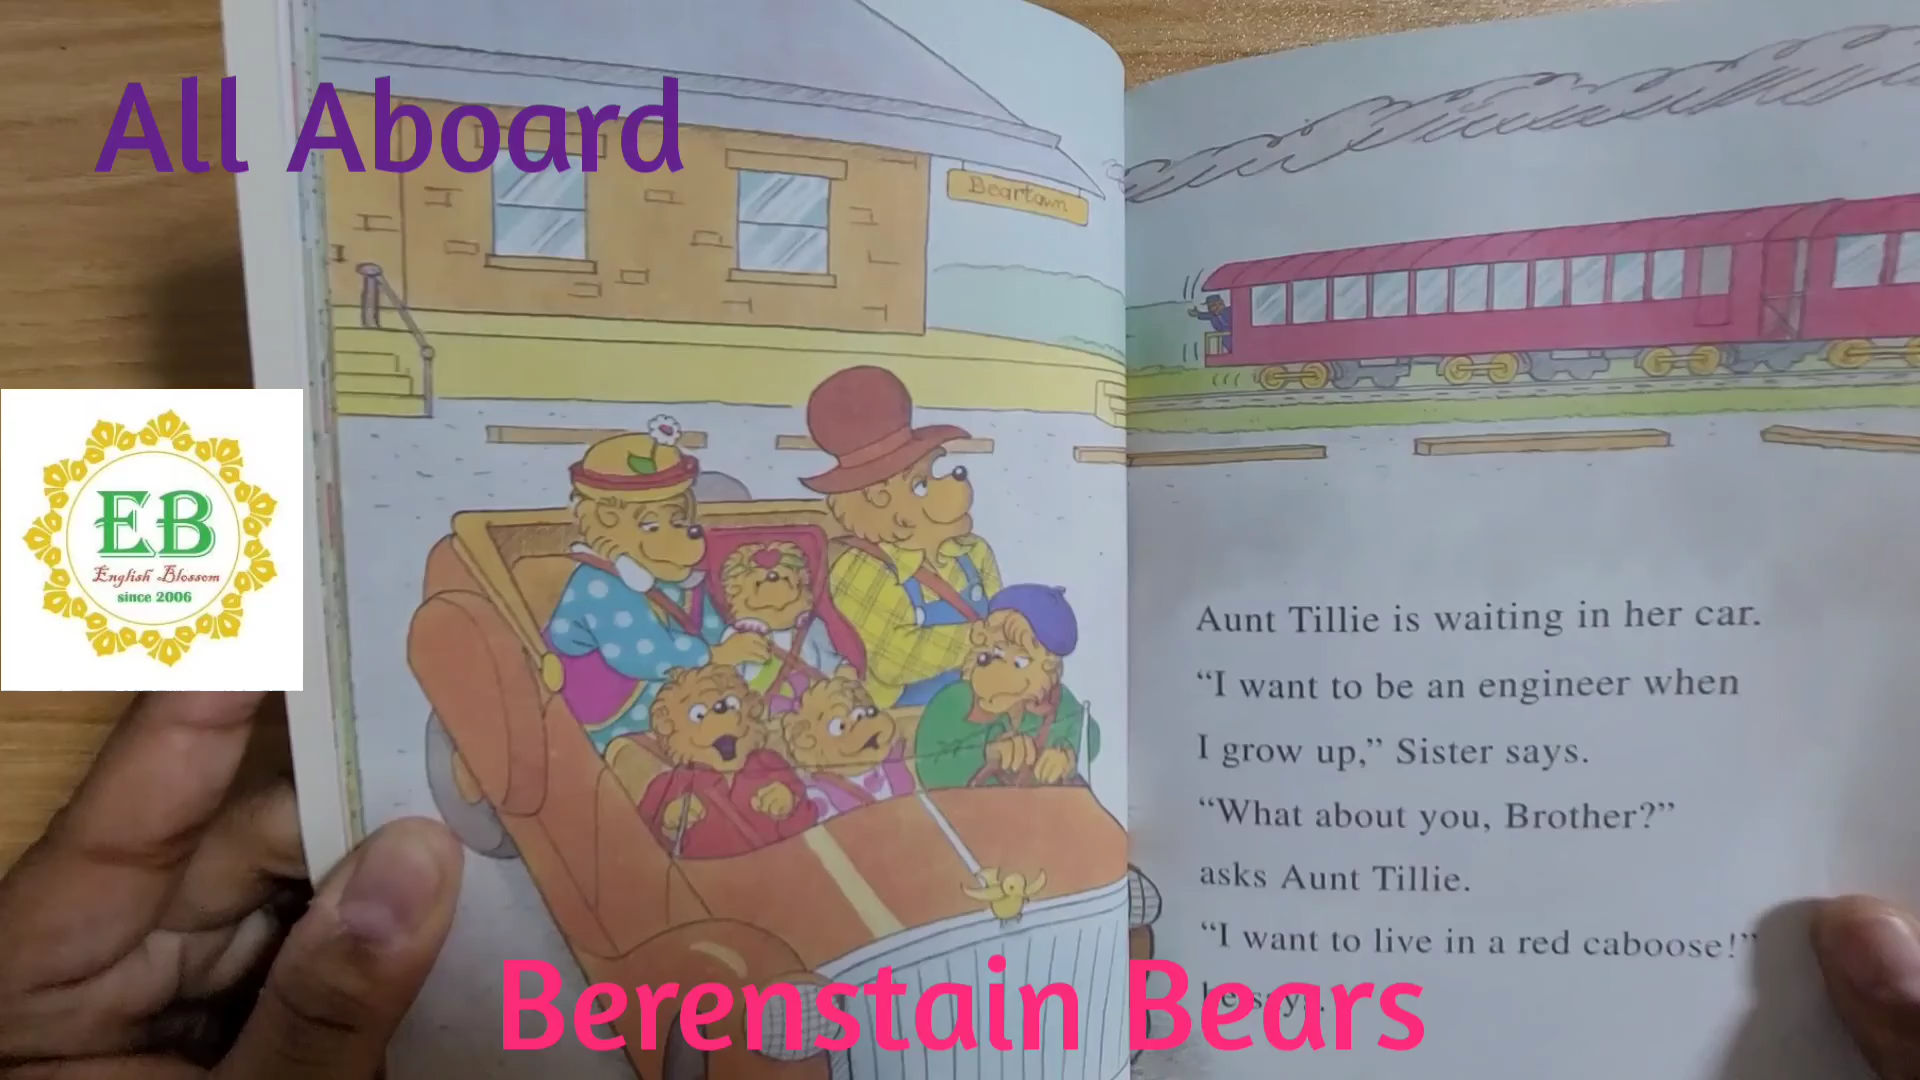 All Aboard
Beartown
EB
English Blossom
since 2006
Aunt Tillie is waiting in her car.
“I want to be an engineer when
I grow up,” Sister says.
“What about you, Brother?”
asks Aunt Tillie.
“I want to live in a red caboose!”
he says.
Berenstain Bears